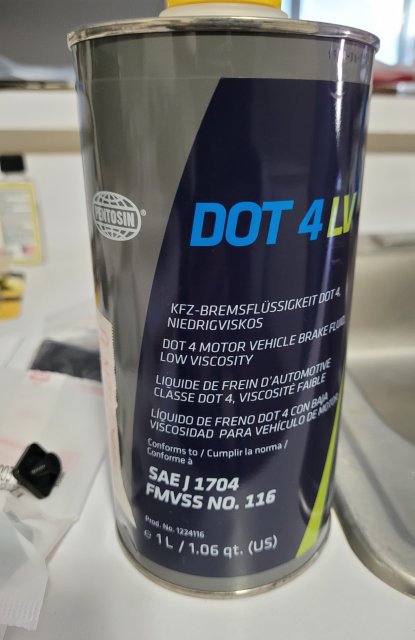 PENTOSIN®
DOT 4 LV
KFZ-BREMSFLÜSSIGKEIT DOT 4,
NIEDRIGVISKOS
DOT 4 MOTOR VEHICLE BRAKE FLUID,
LOW VISCOSITY
LIQUIDE DE FREIN D'AUTOMOTIVE
CLASSE DOT 4, VISCOSITÉ FAIBLE
LÍQUIDO DE FRENO DOT 4 CON BAJA
VISCOSIDAD PARA VEHÍCULO DE MOTOR
Conforms to / Cumplir la norma /
Conforme à
SAE J 1704
FMVSS NO. 116
Prod. No. 1224116
℮ 1 L / 1.06 qt. (US)